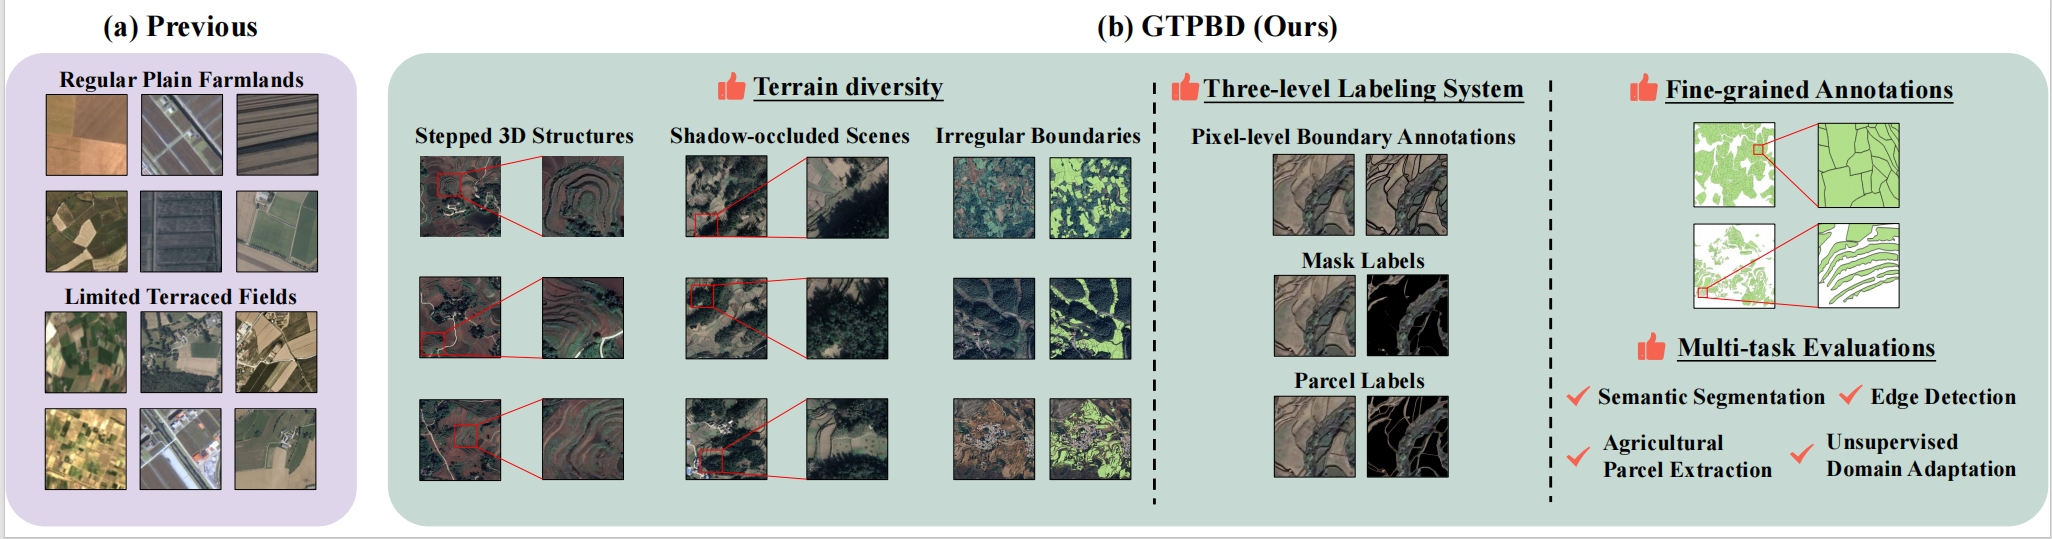 (a) Previous
Regular Plain Farmlands
Limited Terraced Fields
(b) GTPBD (Ours)
Terrain diversity
Stepped 3D Structures
Shadow-occluded Scenes
Irregular Boundaries
Three-level Labeling System
Pixel-level Boundary Annotations
Mask Labels
Parcel Labels
Fine-grained Annotations
Multi-task Evaluations
Semantic Segmentation
Edge Detection
Agricultural
Parcel Extraction
Unsupervised
Domain Adaptation